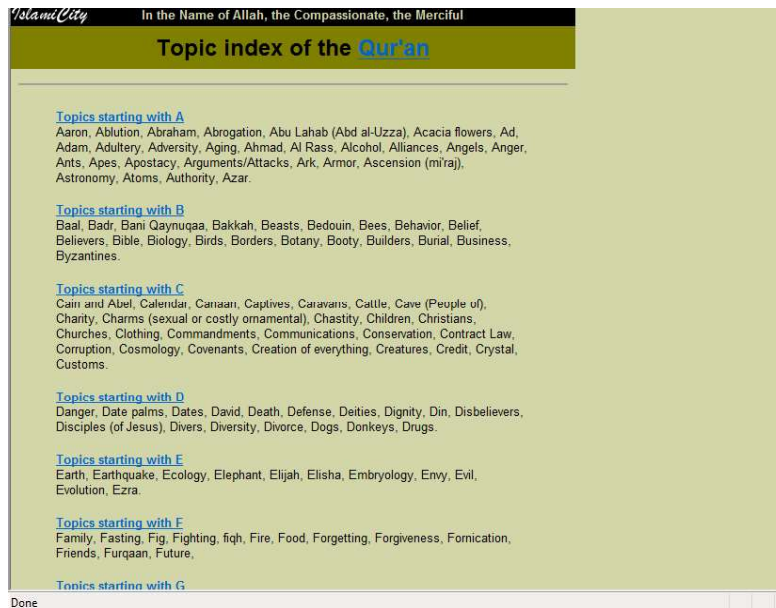 IslamiCity In the Name of Allah, the Compassionate, the Merciful
Topic index of the Qur'an
Topics starting with A
Aaron, Ablution, Abraham, Abrogation, Abu Lahab (Abd al-Uzza), Acacia flowers, Ad,
Adam, Adultery, Adversity, Aging, Ahmad, Al Rass, Alcohol, Alliances, Angels, Anger,
Ants, Apes, Apostacy, Arguments/Attacks, Ark, Armor, Ascension (mi'raj),
Astronomy, Atoms, Authority, Azar.
Topics starting with B
Baal, Badr, Bani Qaynuqaa, Bakkah, Beasts, Bedouin, Bees, Behavior, Belief,
Believers, Bible, Biology, Birds, Borders, Botany, Booty, Builders, Burial, Business,
Byzantines.
Topics starting with C
Cain and Abel, Calendar, Canaan, Captives, Caravans, Cattle, Cave (People of),
Charity, Charms (sexual or costly ornamental), Chastity, Children, Christians,
Churches, Clothing, Commandments, Communications, Conservation, Contract Law,
Corruption, Cosmology, Covenants, Creation of everything, Creatures, Credit, Crystal,
Customs.
Topics starting with D
Danger, Date palms, Dates, David, Death, Defense, Deities, Dignity, Din, Disbelievers,
Disciples (of Jesus), Divers, Diversity, Divorce, Dogs, Donkeys, Drugs.
Topics starting with E
Earth, Earthquake, Ecology, Elephant, Elijah, Elisha, Embryology, Envy, Evil,
Evolution, Ezra.
Topics starting with F
Family, Fasting, Fig, Fighting, fiqh, Fire, Food, Forgetting, Forgiveness, Fornication,
Friends, Furqaan, Future,
Topics starting with G
Done